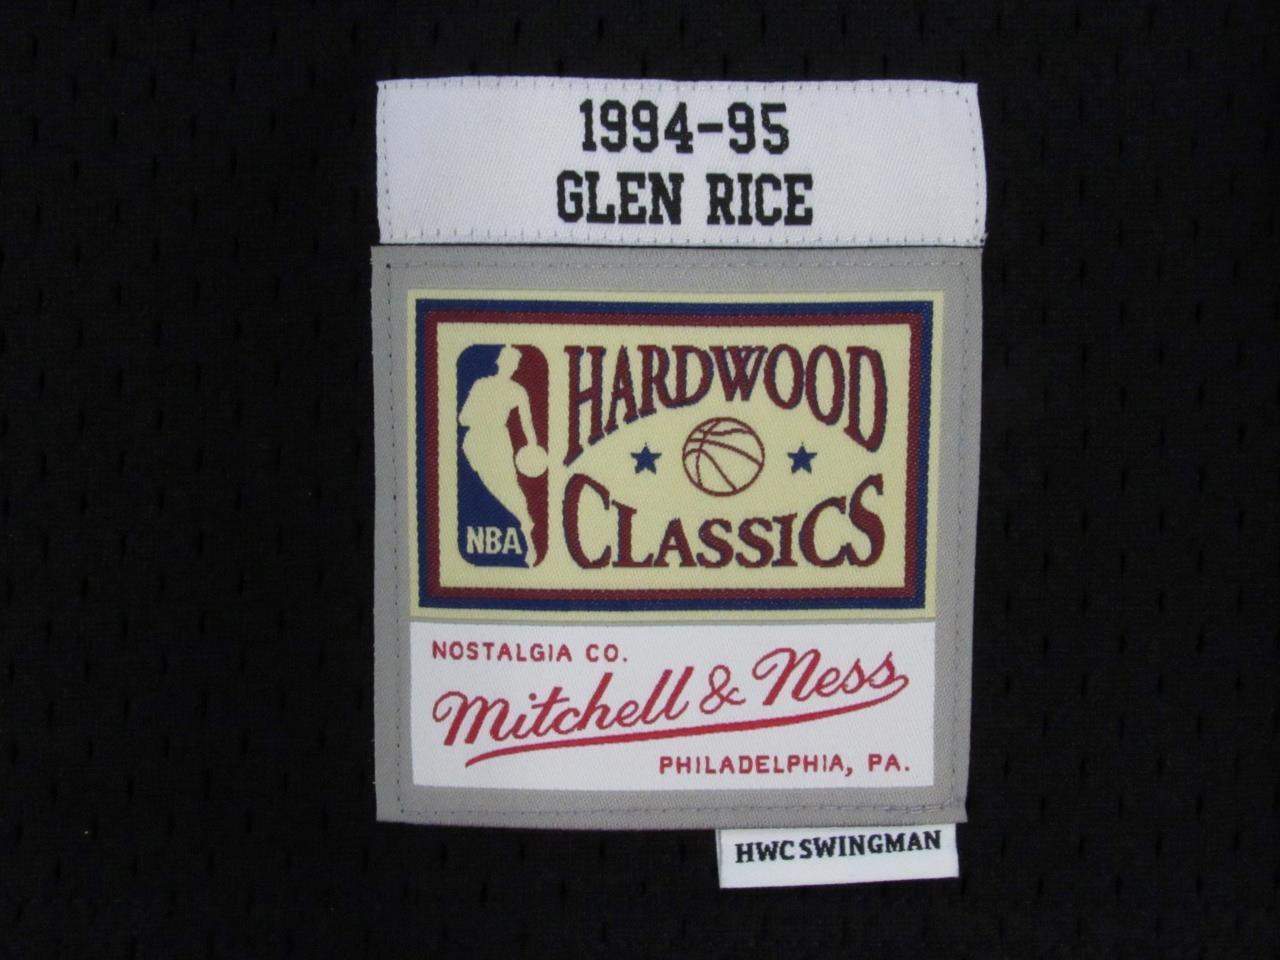 1994-95
GLEN RICE
HARDWOOD
CLASSICS
NBA
NOSTALGIA CO.
Mitchell & Ness
PHILADELPHIA, PA.
HWC SWINGMAN